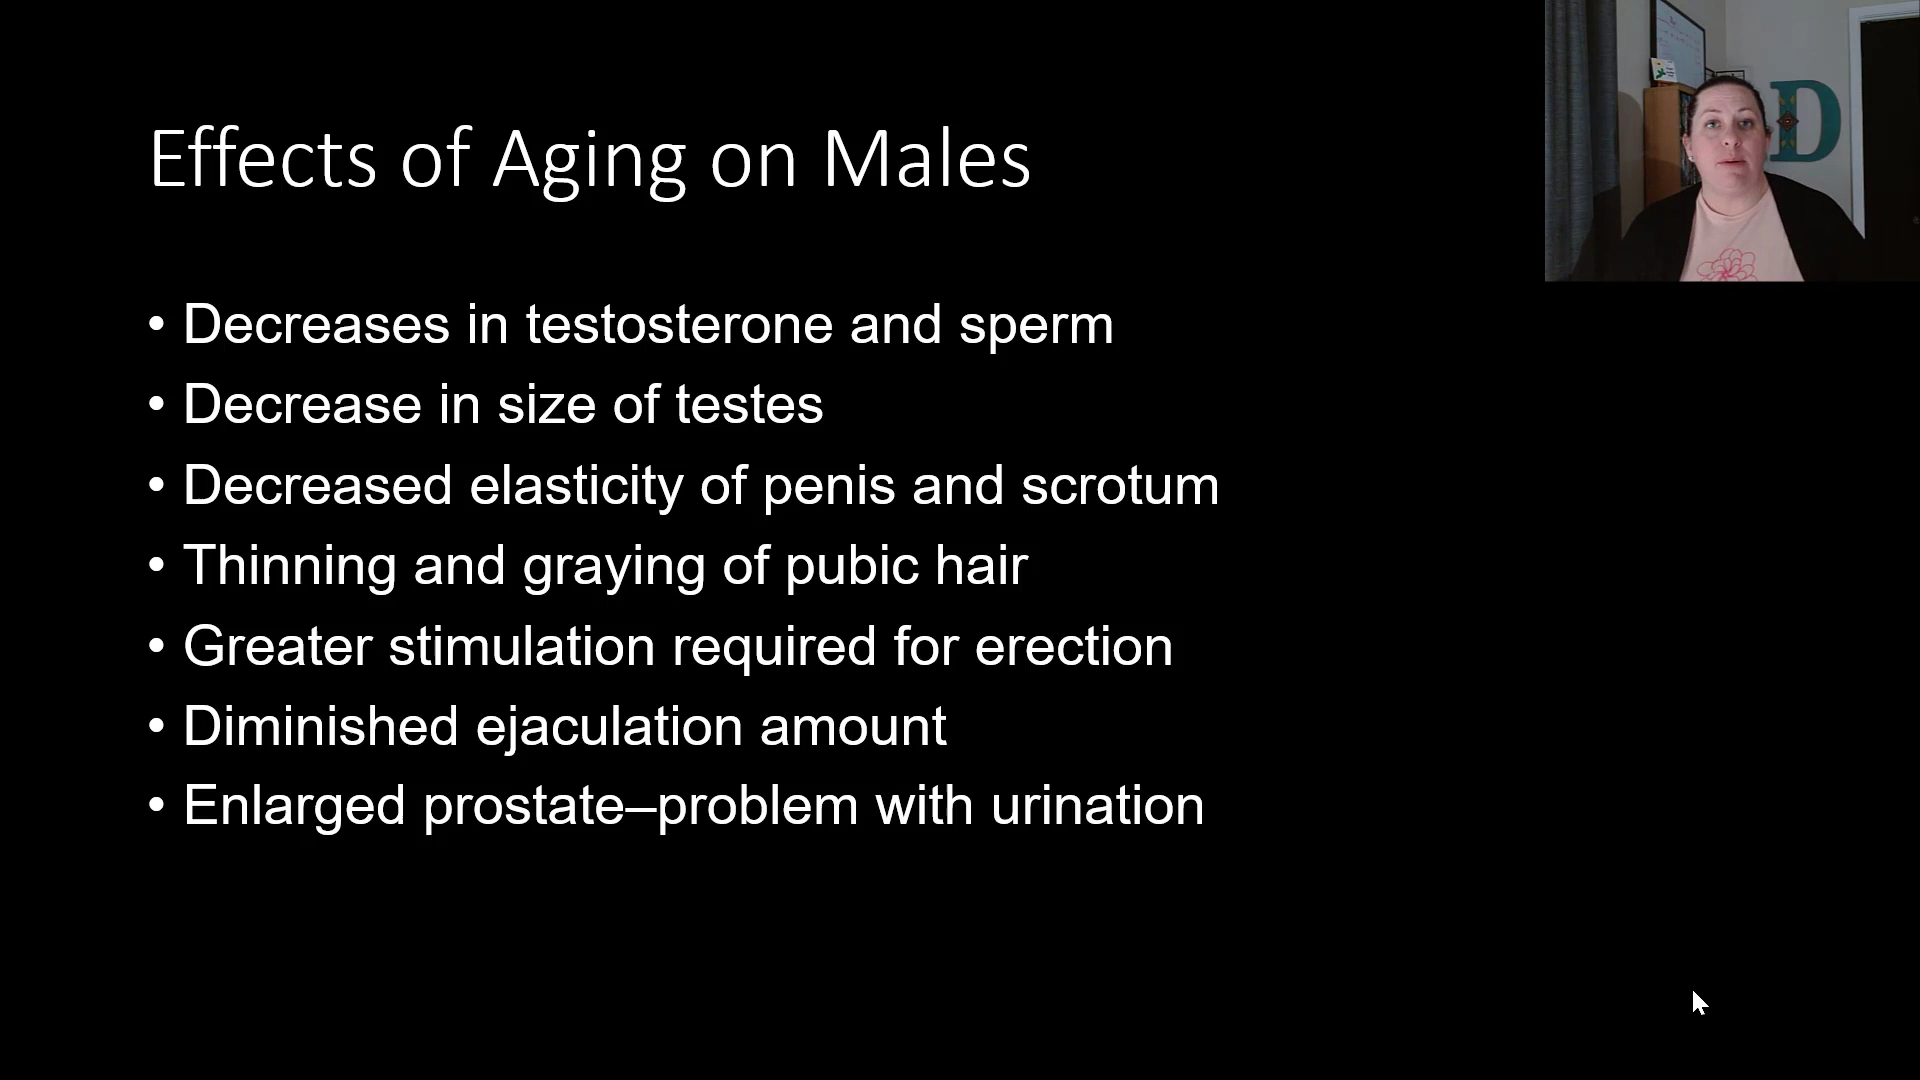 Effects of Aging on Males
• Decreases in testosterone and sperm
• Decrease in size of testes
• Decreased elasticity of penis and scrotum
• Thinning and graying of pubic hair
• Greater stimulation required for erection
• Diminished ejaculation amount
• Enlarged prostate–problem with urination
D